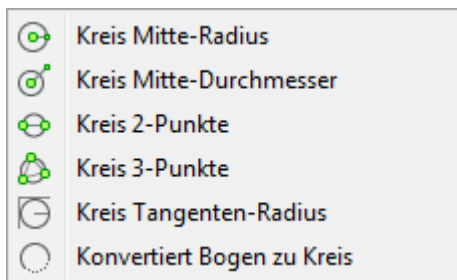 Kreis Mitte-Radius
Kreis Mitte-Durchmesser
Kreis 2-Punkte
Kreis 3-Punkte
Kreis Tangenten-Radius
Konvertiert Bogen zu Kreis